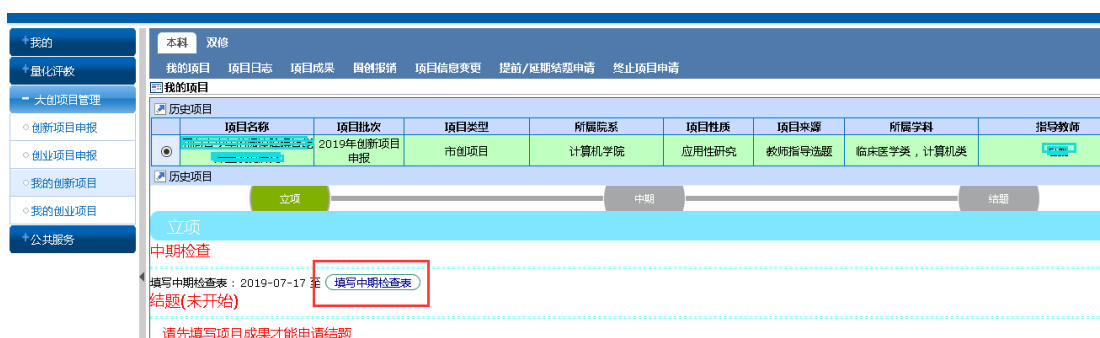 我的
量化评教
大创项目管理
创新项目申报
创业项目申报
我的创新项目
我的创业项目
公共服务
本科 双修
我的项目 项目日志 项目成果 国创报销 项目信息变更 提前/延期结题申请 终止项目申请
我的项目
历史项目
项目名称 项目批次 项目类型 所属院系 项目性质 项目来源 所属学科 指导教师
2019年创新项目申报 市创项目 计算机学院 应用性研究 教师指导选题 临床医学类，计算机类
历史项目
立项 中期 结题
立项
中期检查
填写中期检查表：2019-07-17 至 填写中期检查表
结题(未开始)
请先填写项目成果才能申请结题